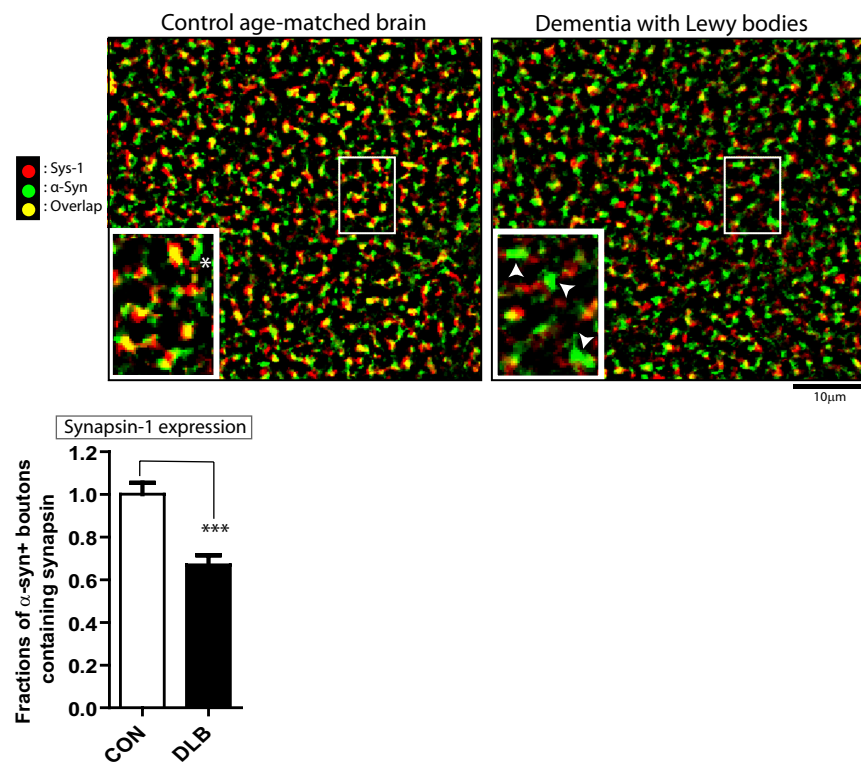 Control age-matched brain
Dementia with Lewy bodies
: Sys-1
: α-Syn
: Overlap
*
10μm
Synapsin-1 expression
Fractions of α-syn+ boutons
containing synapsin
1.2
1.0
0.8
0.6
0.4
0.2
0.0
***
CON
DLB